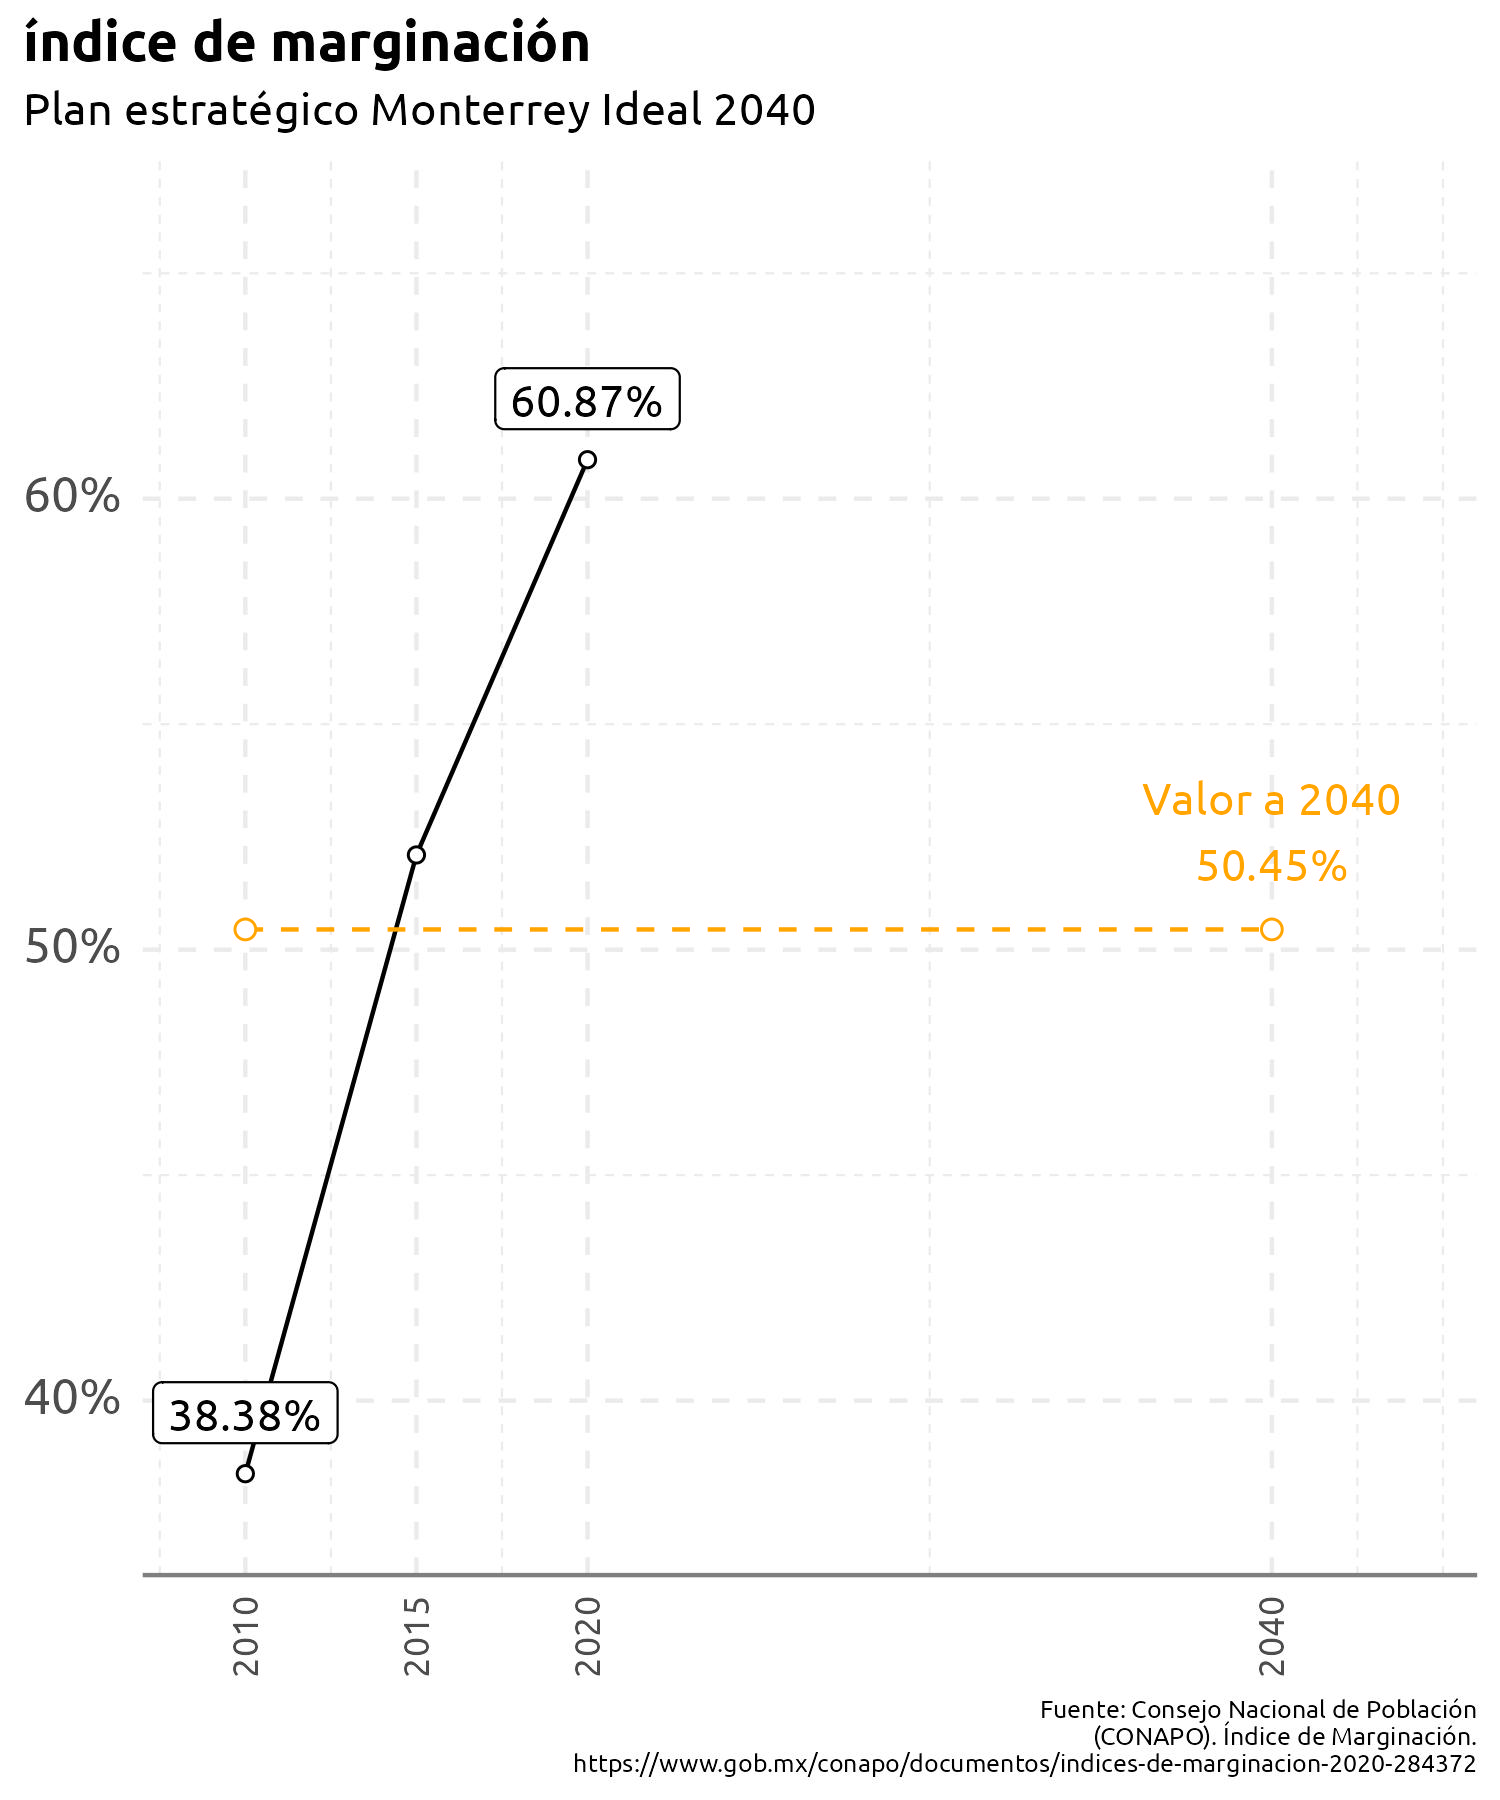 índice de marginación
Plan estratégico Monterrey Ideal 2040
60.87%
60%
Valor a 2040
50.45%
50%
40%
38.38%
2010
2015
2020
2040
Fuente: Consejo Nacional de Población
(CONAPO). Índice de Marginación.
https://www.gob.mx/conapo/documentos/indices-de-marginacion-2020-284372